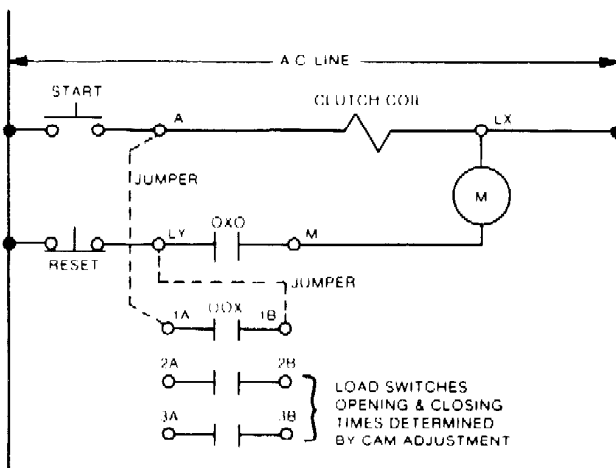 A C LINE
START
A
CLUTCH COIL
LX
JUMPER
M
LY
OXO
M
RESET
JUMPER
1A
OOX
1B
2A
2B
3A
3B
LOAD SWITCHES
OPENING & CLOSING
TIMES DETERMINED
BY CAM ADJUSTMENT